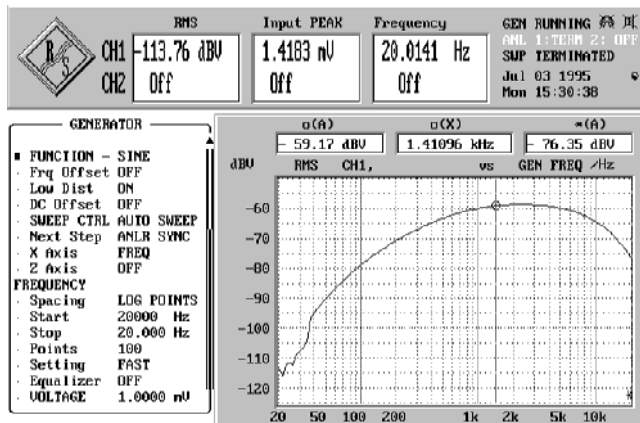 RMS Input PEAK Frequency
GEN RUNNING
R S
CH1 -113.76 dBV 1.4183 mV 20.0141 Hz
ANL 1:TERM 2: OFF
SWP TERMINATED
CH2 Off Off Off
Jul 03 1995
Mon 15:30:38
GENERATOR
FUNCTION - SINE
Frq Offset OFF
Low Dist ON
DC Offset OFF
SWEEP CTRL AUTO SWEEP
Next Step ANLR SYNC
X Axis FREQ
Z Axis OFF
FREQUENCY
Spacing LOG POINTS
Start 20000 Hz
Stop 20.000 Hz
Points 100
Setting FAST
Equalizer OFF
VOLTAGE 1.0000 mV
(A) (X) (A)
- 59.17 dBV 1.41096 kHz - 76.35 dBV
dBV RMS CH1, vs GEN FREQ /Hz
-60
-70
-80
-90
-100
-110
-120
20 50 100 200 1k 2k 5k 10k